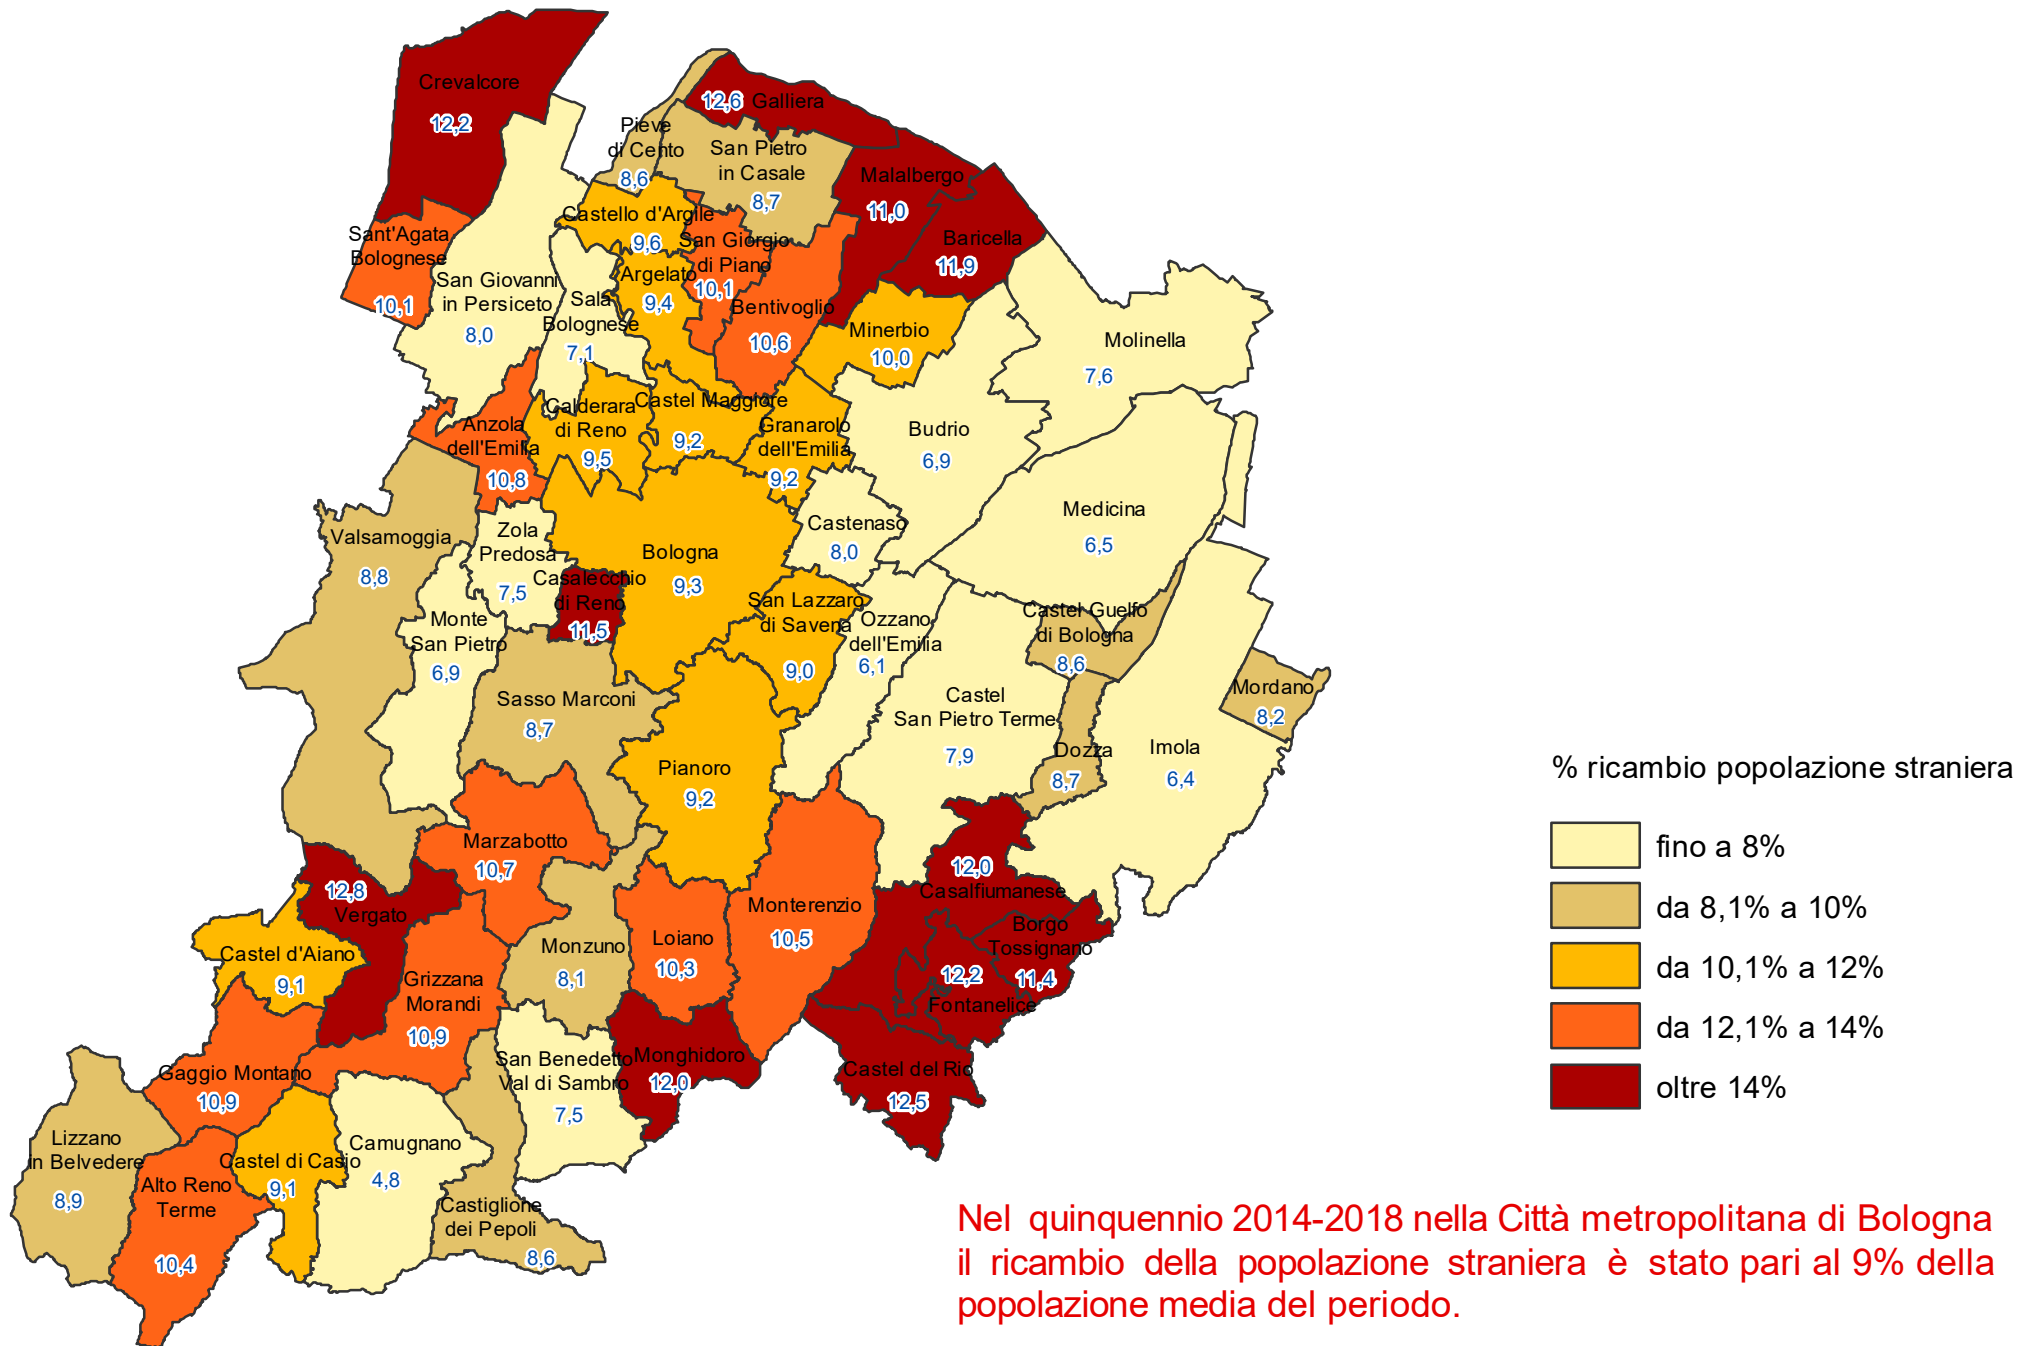 Crevalcore
12,2
12,6 Galliera
Pieve
di Cento
8,6
San Pietro
in Casale
8,7
Malalbergo
11,0
Baricella
11,9
Sant'Agata
Bolognese
10,1
San Giovanni
in Persiceto
8,0
Castello d'Argile
9,6
San Giorgio
di Piano
10,1
Argelato
9,4
Sala
Bolognese
7,1
Bentivoglio
10,6
Minerbio
10,0
Molinella
7,6
Anzola
dell'Emilia
10,8
Calderara
di Reno
9,5
Castel Maggiore
9,2
Granarolo
dell'Emilia
9,2
Budrio
6,9
Medicina
6,5
Valsamoggia
8,8
Zola
Predosa
7,5
Casalecchio
di Reno
11,5
Bologna
9,3
Castenaso
8,0
San Lazzaro
di Savena
9,0
Ozzano
dell'Emilia
6,1
Castel Guelfo
di Bologna
8,6
Monte
San Pietro
6,9
Sasso Marconi
8,7
Castel
San Pietro Terme
7,9
Mordano
8,2
Dozza
8,7
Imola
6,4
Pianoro
9,2
Marzabotto
10,7
12,8
Vergato
12,0
Casalfiumanese
Borgo
Tossignano
11,4
12,2
Fontanelice
Monterenzio
10,5
Loiano
10,3
Monzuno
8,1
Castel d'Aiano
9,1
Grizzana
Morandi
10,9
San Benedetto
Val di Sambro
7,5
Monghidoro
12,0
Castel del Rio
12,5
Gaggio Montano
10,9
Lizzano
in Belvedere
8,9
Alto Reno
Terme
10,4
Castel di Casio
9,1
Camugnano
4,8
Castiglione
dei Pepoli
8,6
% ricambio popolazione straniera
fino a 8%
da 8,1% a 10%
da 10,1% a 12%
da 12,1% a 14%
oltre 14%
Nel quinquennio 2014-2018 nella Città metropolitana di Bologna
il ricambio della popolazione straniera è stato pari al 9% della
popolazione media del periodo.